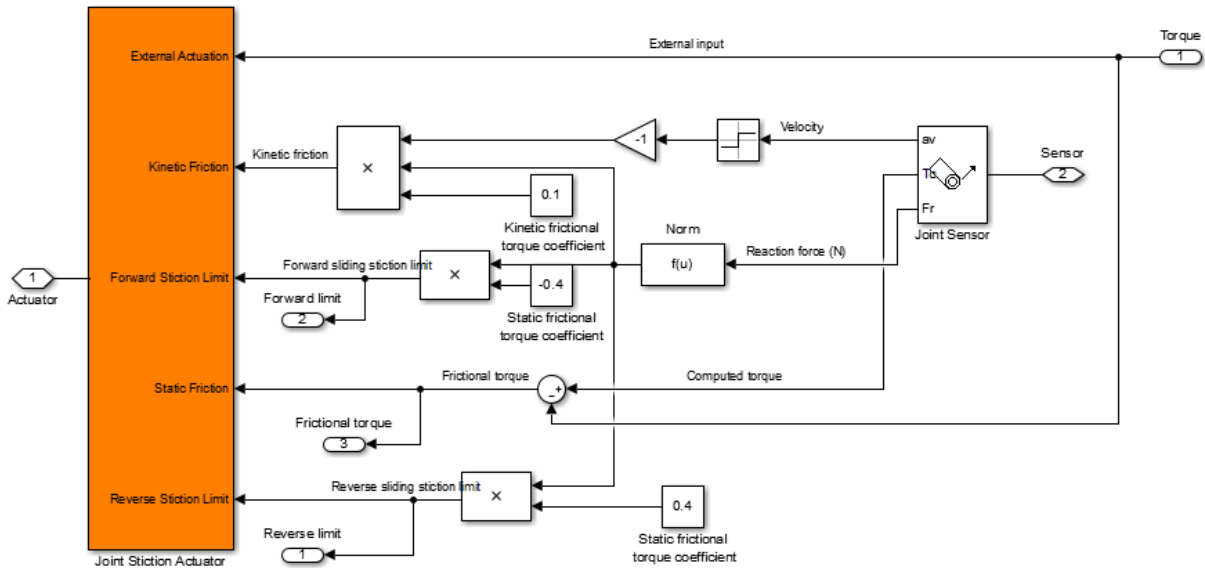 External Actuation
External input
Torque
1
Velocity
-1
av
Tc
Fr
Joint Sensor
Sensor
2
Kinetic Friction
Kinetic friction
×
0.1
Kinetic frictional
torque coefficient
Norm
f(u)
Reaction force (N)
1
Actuator
Forward Stiction Limit
Forward sliding stiction limit
×
-0.4
Static frictional
torque coefficient
Forward limit
2
Static Friction
Frictional torque
Computed torque
+
-
Frictional torque
3
Reverse Stiction Limit
Reverse sliding stiction limit
×
0.4
Static frictional
torque coefficient
Reverse limit
1
Joint Stiction Actuator